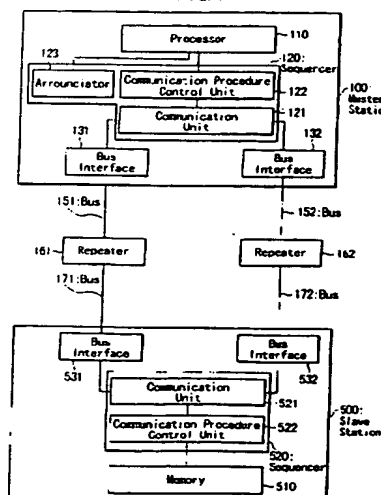 Processor
110
123
120:
Sequencer
Arrounciator
Communication Procedure
Control Unit
122
100:
Master
Station
121
Communication
Unit
131
132
Bus
Interface
Bus
Interface
151:Bus
152:Bus
161
Repeater
Repeater
162
171:Bus
172:Bus
Bus
Interface
Bus
Interface
531
532
Communication
Unit
521
500:
Slave
Station
Communication Procedure
Control Unit
522
520:
Sequencer
Memory
510